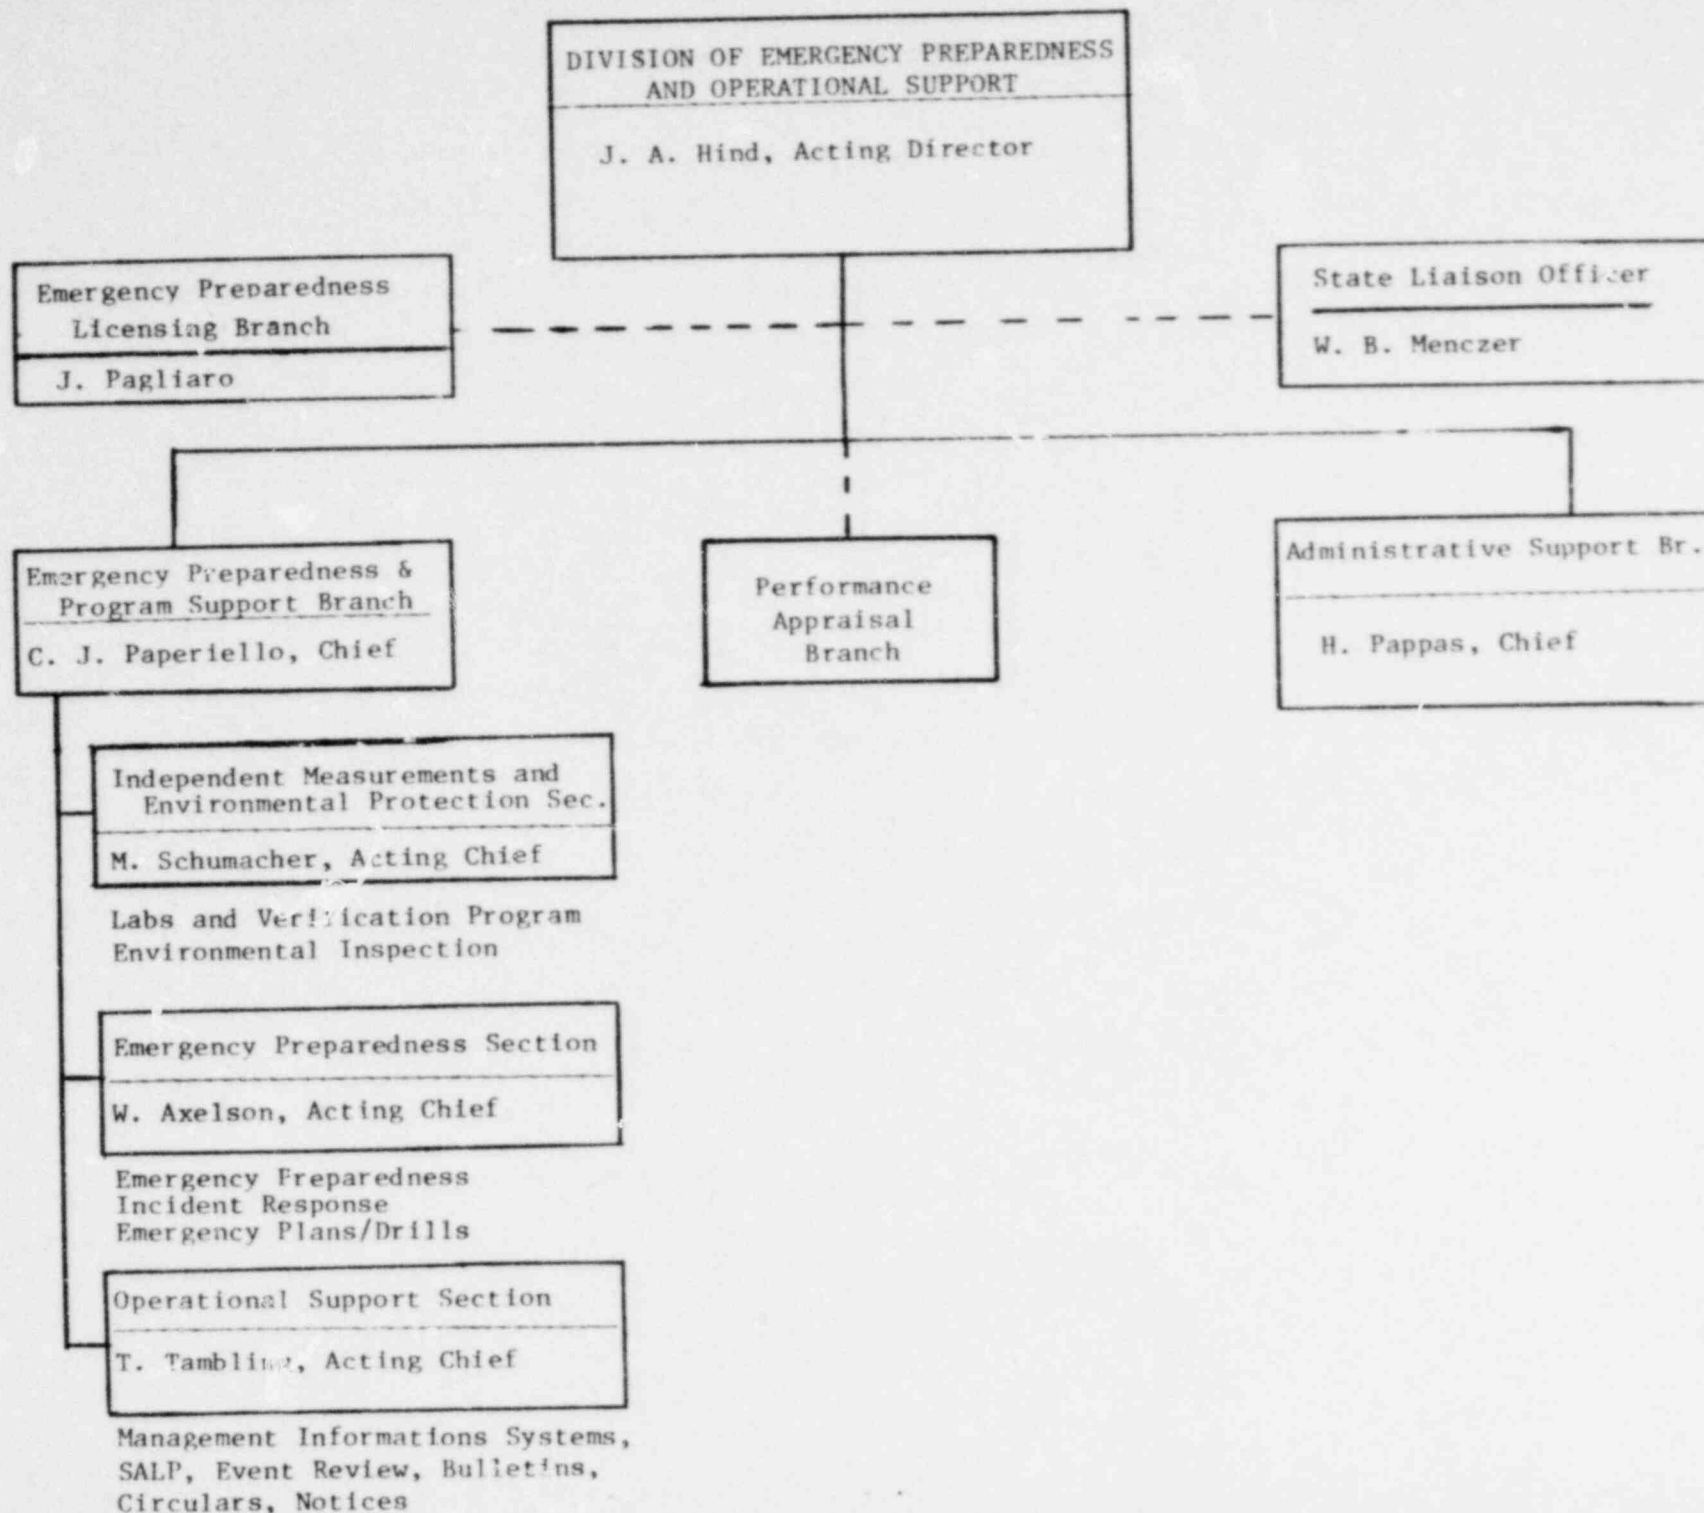 DIVISION OF EMERGENCY PREPAREDNESS
AND OPERATIONAL SUPPORT
J. A. Hind, Acting Director
Emergency Preparedness
Licensing Branch
J. Pagliaro
State Liaison Officer
W. B. Menczer
Emergency Preparedness &
Program Support Branch
C. J. Paperiello, Chief
Performance
Appraisal
Branch
Administrative Support Br.
H. Pappas, Chief
Independent Measurements and
Environmental Protection Sec.
M. Schumacher, Acting Chief
Labs and Verification Program
Environmental Inspection
Emergency Preparedness Section
W. Axelson, Acting Chief
Emergency Preparedness
Incident Response
Emergency Plans/Drills
Operational Support Section
T. Tambling, Acting Chief
Management Informations Systems,
SALP, Event Review, Bulletins,
Circulars, Notices